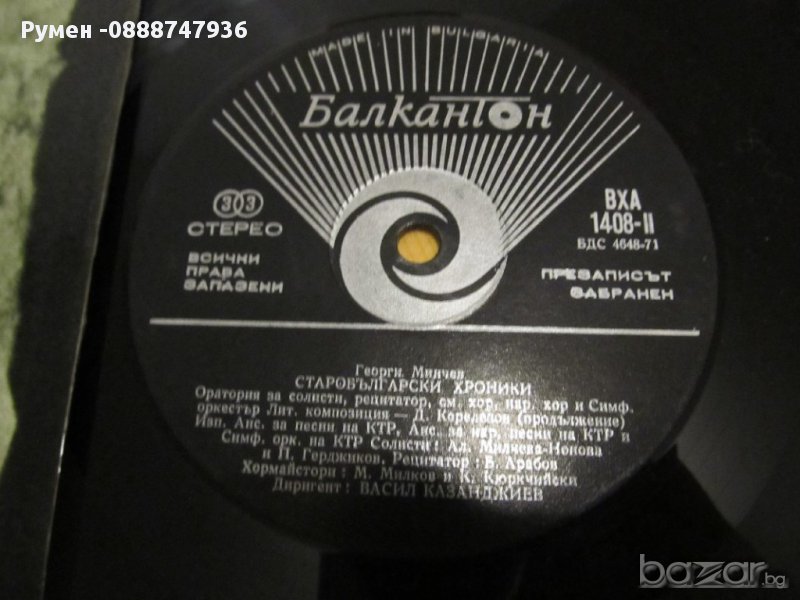 Румен -0888747936
MADE IN BULGARIA
Балкантон
33
СТЕРЕО
ВСИЧКИ
ПРАВА
ЗАПАЗЕНИ
ВХА
1408-II
БДС 4648-71
ПРЕЗАПИСЪТ
ЗАБРАНЕН
Георги Минчев
СТАРОБЪЛГАРСКИ ХРОНИКИ
Оратория за солисти, рецитатор, см. хор, нар. хор и Симф.
оркестър Лит. композиция — Д. Коруджов (продължение)
Изп. Анс. за песни на КТР, Анс. за нар. песни на КТР и
Симф. орк. на КТР Солисти: Ал. Милчева-Нонова
и П. Герджиков, Рецитатор: Б. Арабов
Хормайстори: М. Милков и К. Кюркчийски
Диригент: ВАСИЛ КАЗАНДЖИЕВ
bazar.bg